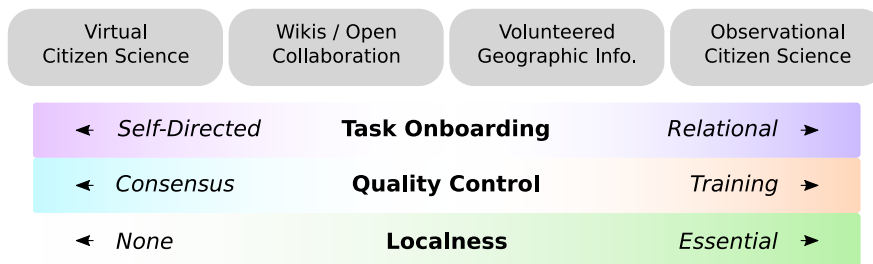 Virtual
Citizen Science
Wikis / Open
Collaboration
Volunteered
Geographic Info.
Observational
Citizen Science
Self-Directed Task Onboarding Relational
Consensus Quality Control Training
None Localness Essential